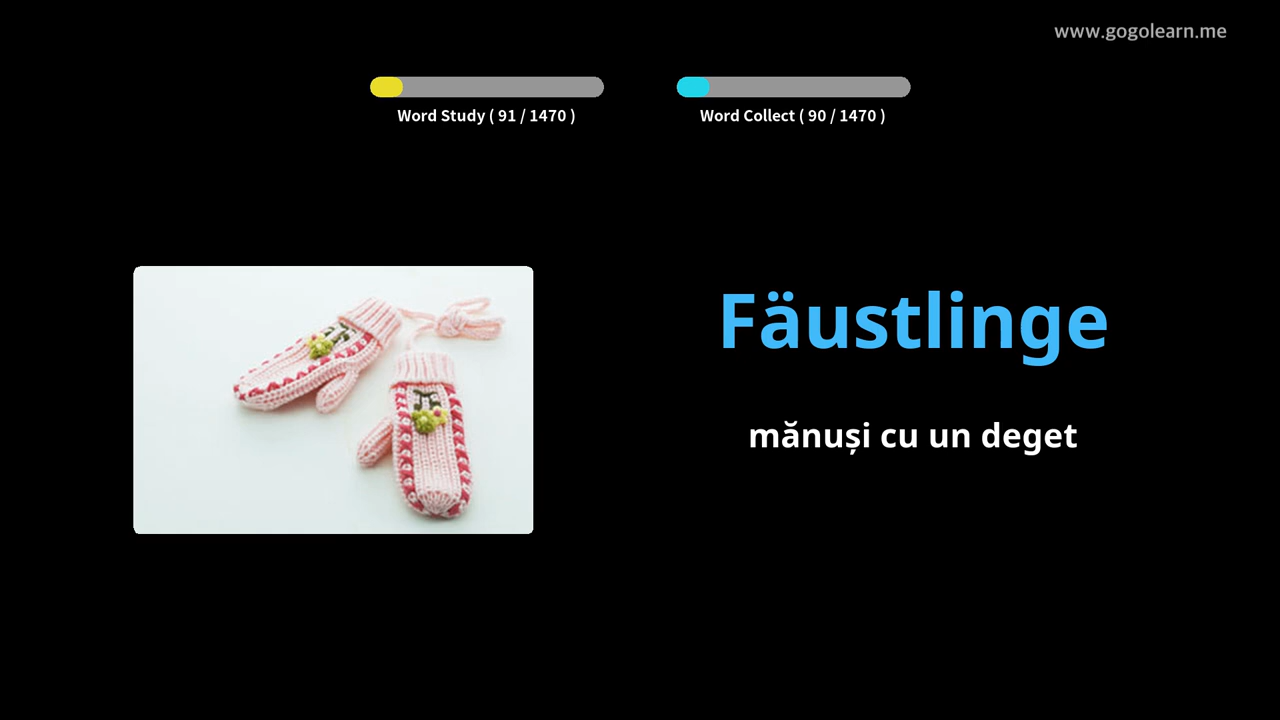 www.gogolearn.me
Word Study ( 91 / 1470 )
Word Collect ( 90 / 1470 )
Fäustlinge
mănuși cu un deget